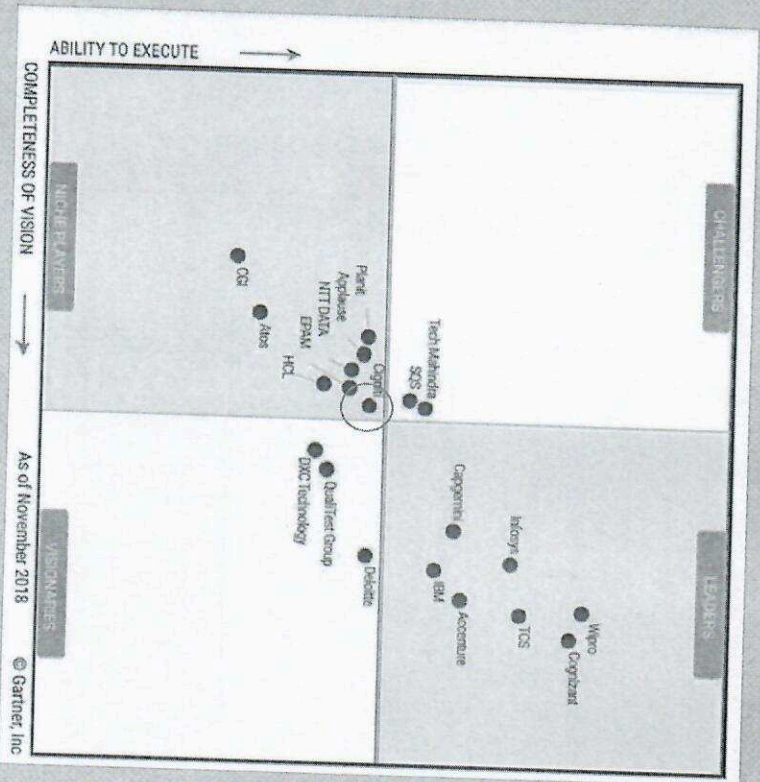 CHALLENGERS
LEADERS
Wipro
Cognizant
TCS
Infosys
Accenture
IBM
Capgemini
Tech Mahindra
SQS
Planit
Applause
NTT DATA
EPAM
HCL
Cigniti
Atos
CGI
Deloitte
QualiTest Group
DXC Technology
NICHE PLAYERS
VISIONARIES
ABILITY TO EXECUTE
COMPLETENESS OF VISION
As of November 2018
© Gartner, Inc